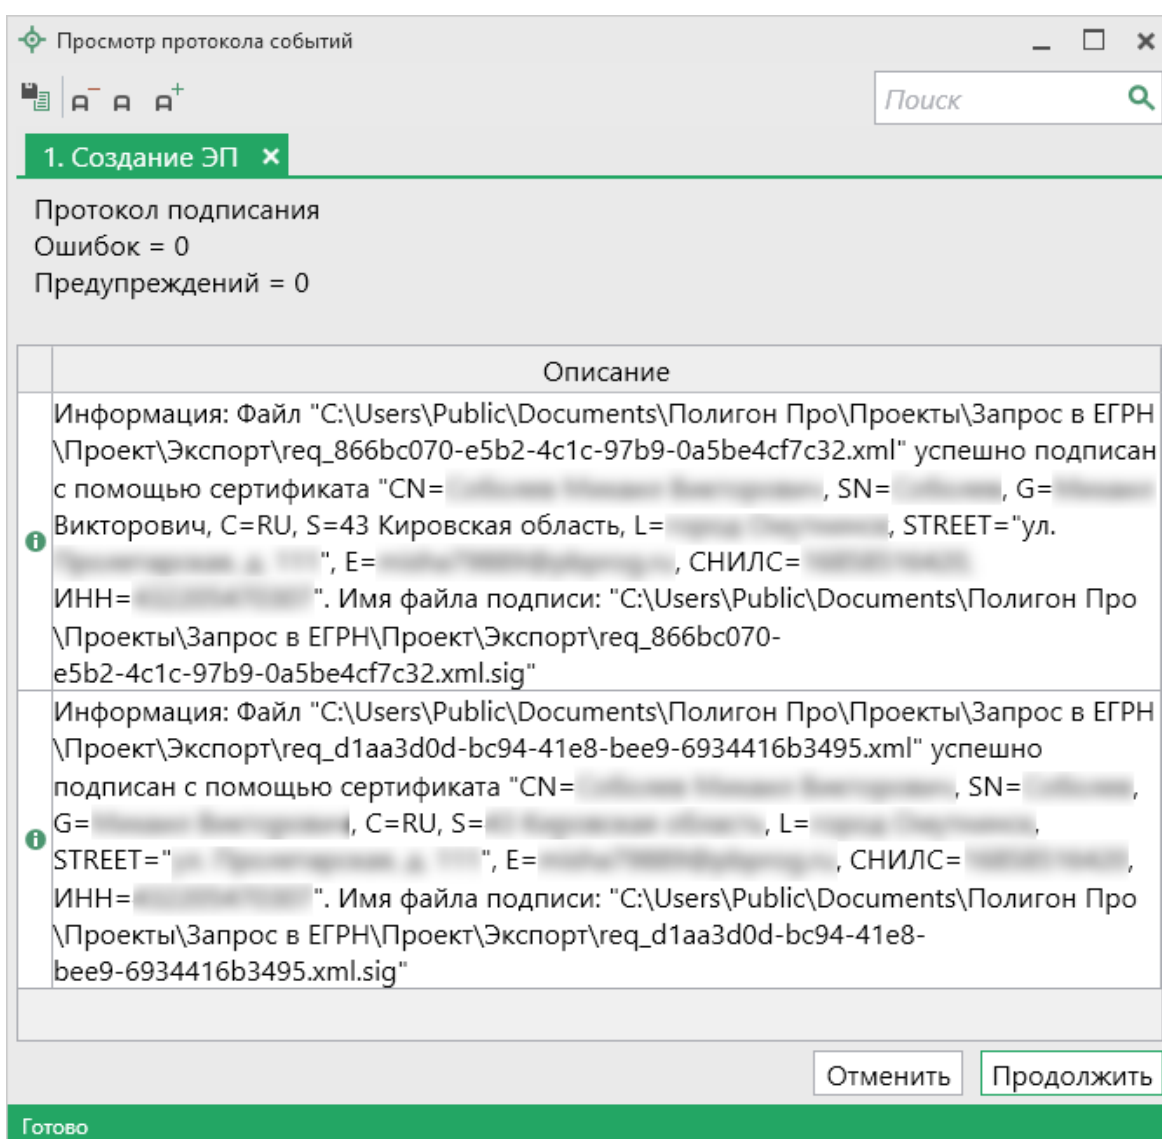 Просмотр протокола событий
Поиск
1. Создание ЭП
Протокол подписания
Ошибок = 0
Предупреждений = 0
Описание
Информация: Файл "C:\Users\Public\Documents\Полигон Про\Проекты\Запрос в ЕГРН
\Проект\Экспорт\req_866bc070-e5b2-4c1c-97b9-0a5be4cf7c32.xml" успешно подписан
с помощью сертификата "CN= , SN= , G=
Викторович, C=RU, S=43 Кировская область, L= , STREET="ул.
", E= , СНИЛС=
ИНН= ". Имя файла подписи: "C:\Users\Public\Documents\Полигон Про
\Проекты\Запрос в ЕГРН\Проект\Экспорт\req_866bc070-
e5b2-4c1c-97b9-0a5be4cf7c32.xml.sig"
Информация: Файл "C:\Users\Public\Documents\Полигон Про\Проекты\Запрос в ЕГРН
\Проект\Экспорт\req_d1aa3d0d-bc94-41e8-bee9-6934416b3495.xml" успешно
подписан с помощью сертификата "CN= , SN= ,
G= , C=RU, S= , L= ,
STREET=" ", E= , СНИЛС= ,
ИНН= ". Имя файла подписи: "C:\Users\Public\Documents\Полигон Про
\Проекты\Запрос в ЕГРН\Проект\Экспорт\req_d1aa3d0d-bc94-41e8-
bee9-6934416b3495.xml.sig"
Отменить
Продолжить
Готово